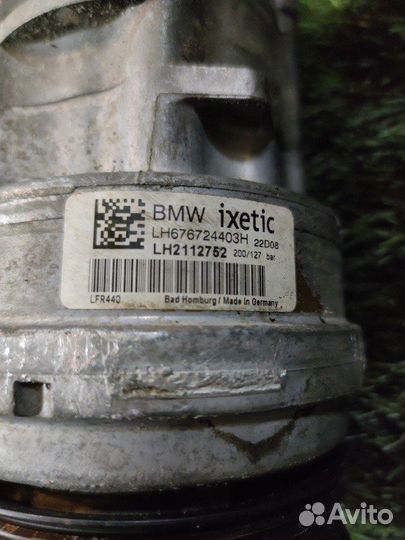 BMW ixetic
LH676724403H 22D08
LH2112752 200/127 bar
LFR440 Bad Homburg / Made in Germany
Avito